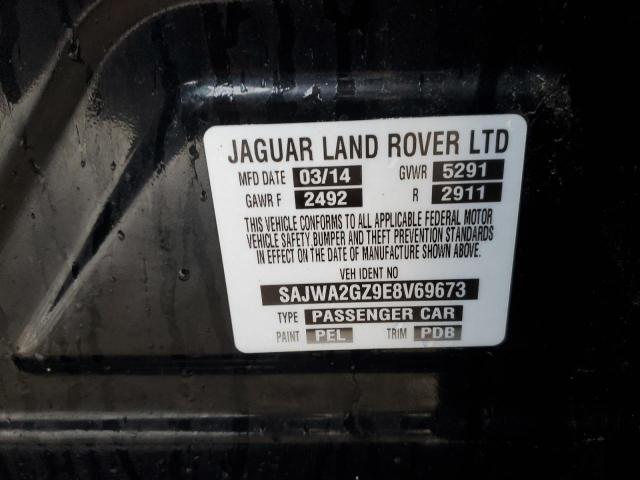 JAGUAR LAND ROVER LTD
MFD DATE 03/14 GVWR 5291
GAWR F 2492 R 2911
THIS VEHICLE CONFORMS TO ALL APPLICABLE FEDERAL MOTOR
VEHICLE SAFETY, BUMPER AND THEFT PREVENTION STANDARDS
IN EFFECT ON THE DATE OF MANUFACTURE SHOWN ABOVE.
VEH IDENT NO
SAJWA2GZ9E8V69673
TYPE PASSENGER CAR
PAINT PEL TRIM PDB